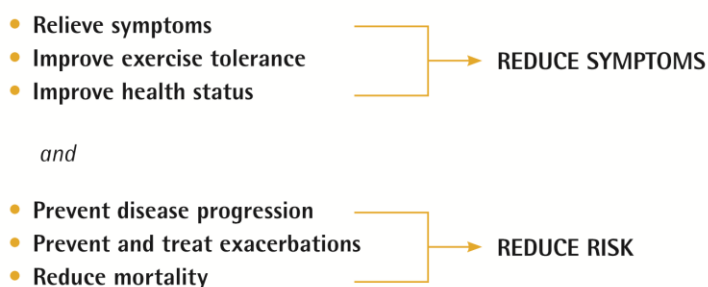 • Relieve symptoms
• Improve exercise tolerance
• Improve health status
REDUCE SYMPTOMS
and
• Prevent disease progression
• Prevent and treat exacerbations
• Reduce mortality
REDUCE RISK